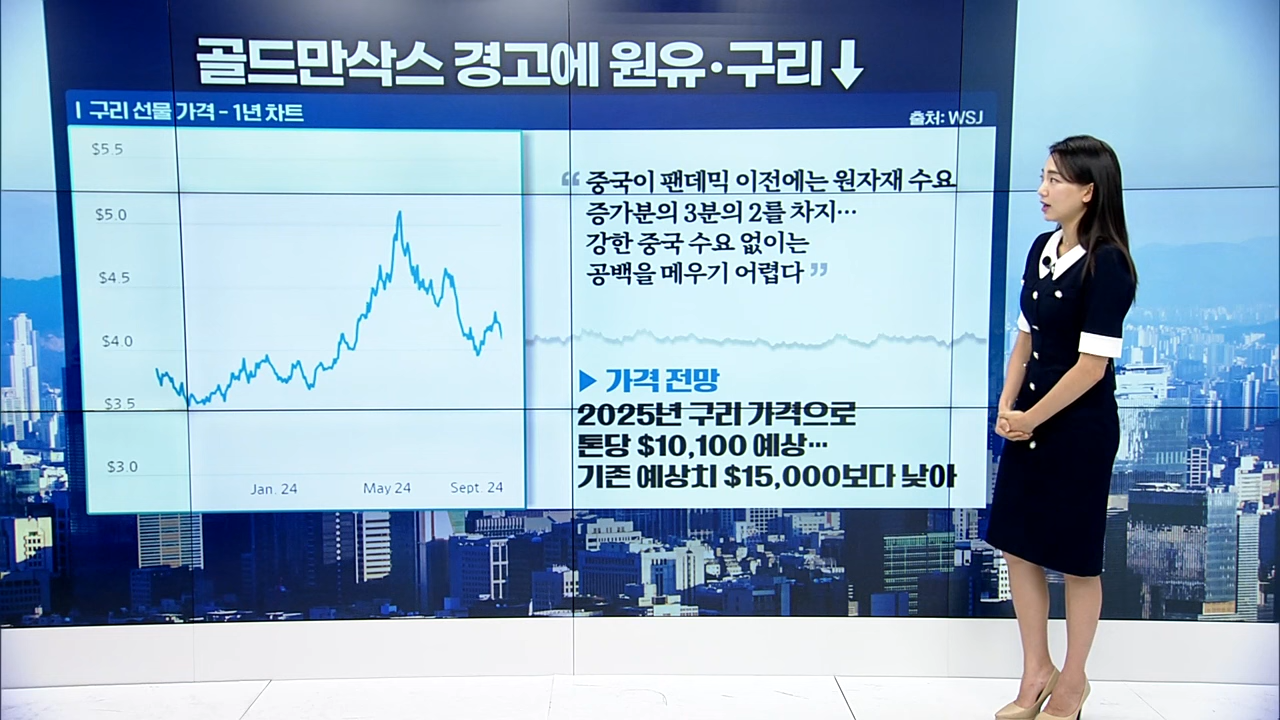 골드만삭스 경고에 원유·구리↓
구리 선물 가격 - 1년 차트
출처: WSJ
$5.5
$5.0
$4.5
$4.0
$3.5
$3.0
Jan. 24
May 24
Sept. 24
“ 중국이 팬데믹 이전에는 원자재 수요
증가분의 3분의 2를 차지…
강한 중국 수요 없이는
공백을 메우기 어렵다 ”
▶ 가격 전망
2025년 구리 가격으로
톤당 $10,100 예상…
기존 예상치 $15,000보다 낮아